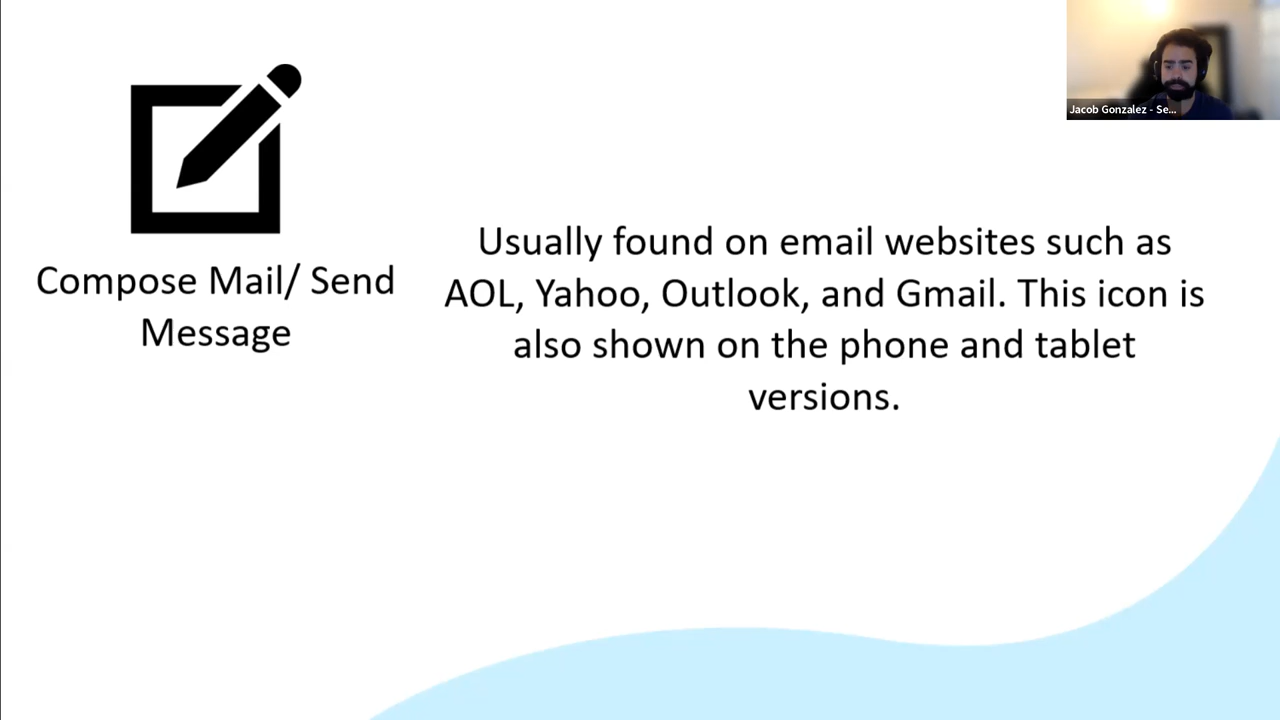 Jacob Gonzalez - Se...
Compose Mail/ Send
Message
Usually found on email websites such as
AOL, Yahoo, Outlook, and Gmail. This icon is
also shown on the phone and tablet
versions.